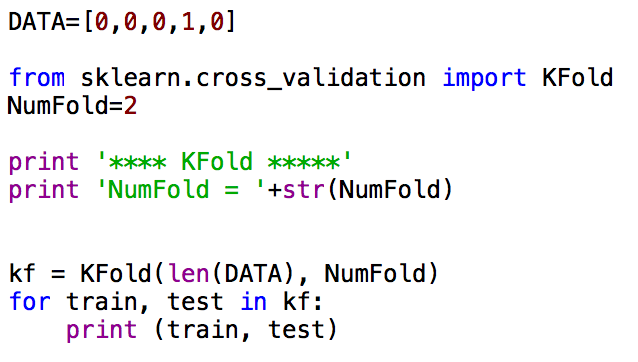 DATA=[0,0,0,1,0]
from sklearn.cross_validation import KFold
NumFold=2
print '**** KFold *****'
print 'NumFold = '+str(NumFold)
kf = KFold(len(DATA), NumFold)
for train, test in kf:
    print (train, test)